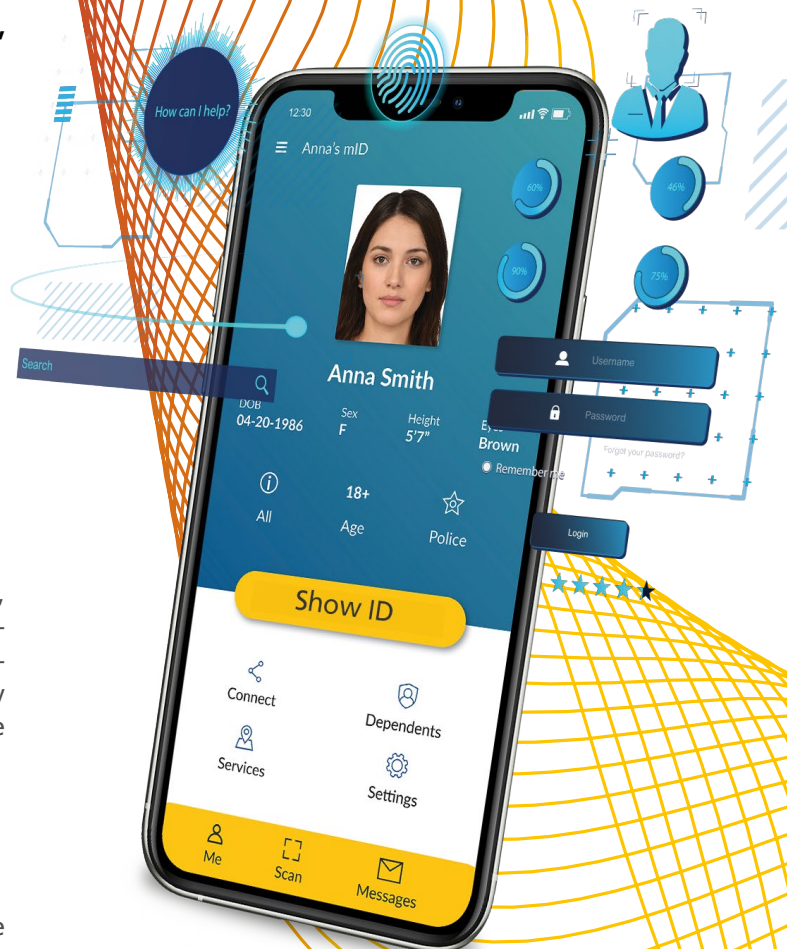 How can I help?
12:30
Anna's mID
60%
46%
90%
75%
Search
Username
Anna Smith
Password
DOB
04-20-1986
Sex
F
Height
5'7"
Brown
Forgot your password?
Remember me
All
18+
Age
Police
Login
Show ID
Connect
Dependents
Services
Settings
Me
Scan
Messages